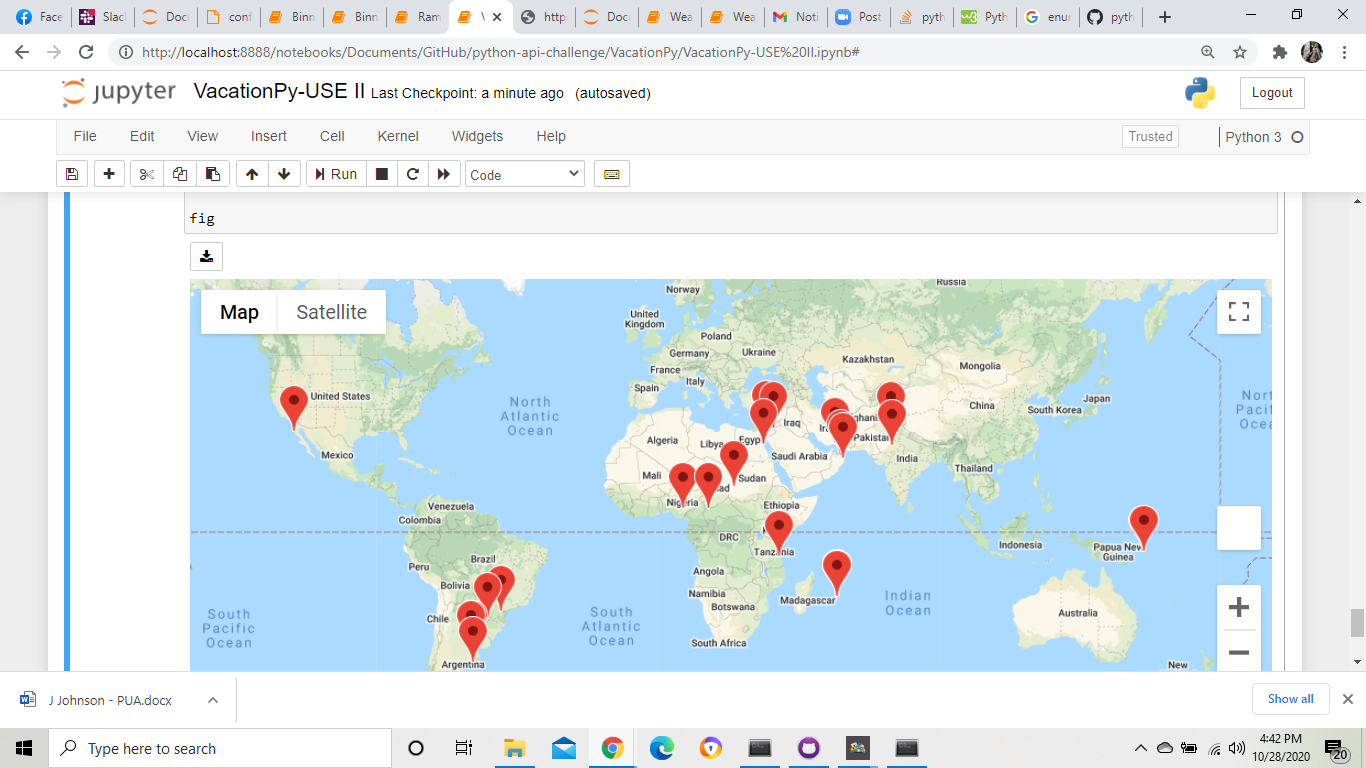 Face
Slac
Doc
conf
Binn
Binn
Ram
http
Doc
Wea
Wea
Noti
Post
pyth
Pyth
enur
pyth
http://localhost:8888/notebooks/Documents/GitHub/python-api-challenge/VacationPy/VacationPy-USE%20II.ipynb#
jupyter VacationPy-USE II Last Checkpoint: a minute ago (autosaved)
Logout
File Edit View Insert Cell Kernel Widgets Help
Trusted
Python 3
Run
Code
fig
Map Satellite
Norway
Russia
United
Kingdom
Poland
Germany
Ukraine
Kazakhstan
Mongolia
France
Italy
Spain
United States
North
Atlantic
Ocean
China
Japan
South Korea
Nort
Pacif
Ocea
Iraq
ghani
Algeria
Libya
Egypt
Pakistan
Mexico
Saudi Arabia
India
Mali
ad
Sudan
Thailand
Nigeria
Venezuela
Ethiopia
Colombia
DRC
Indonesia
Papua New
Guinea
Tanzania
Brazil
Peru
Angola
Bolivia
Namibia
Madagascar
Indian
Ocean
Botswana
Australia
South
Pacific
Ocean
Chile
South
Atlantic
Ocean
South Africa
Argentina
New
J Johnson - PUA.docx
Show all
Type here to search
4:42 PM
10/28/2020
20